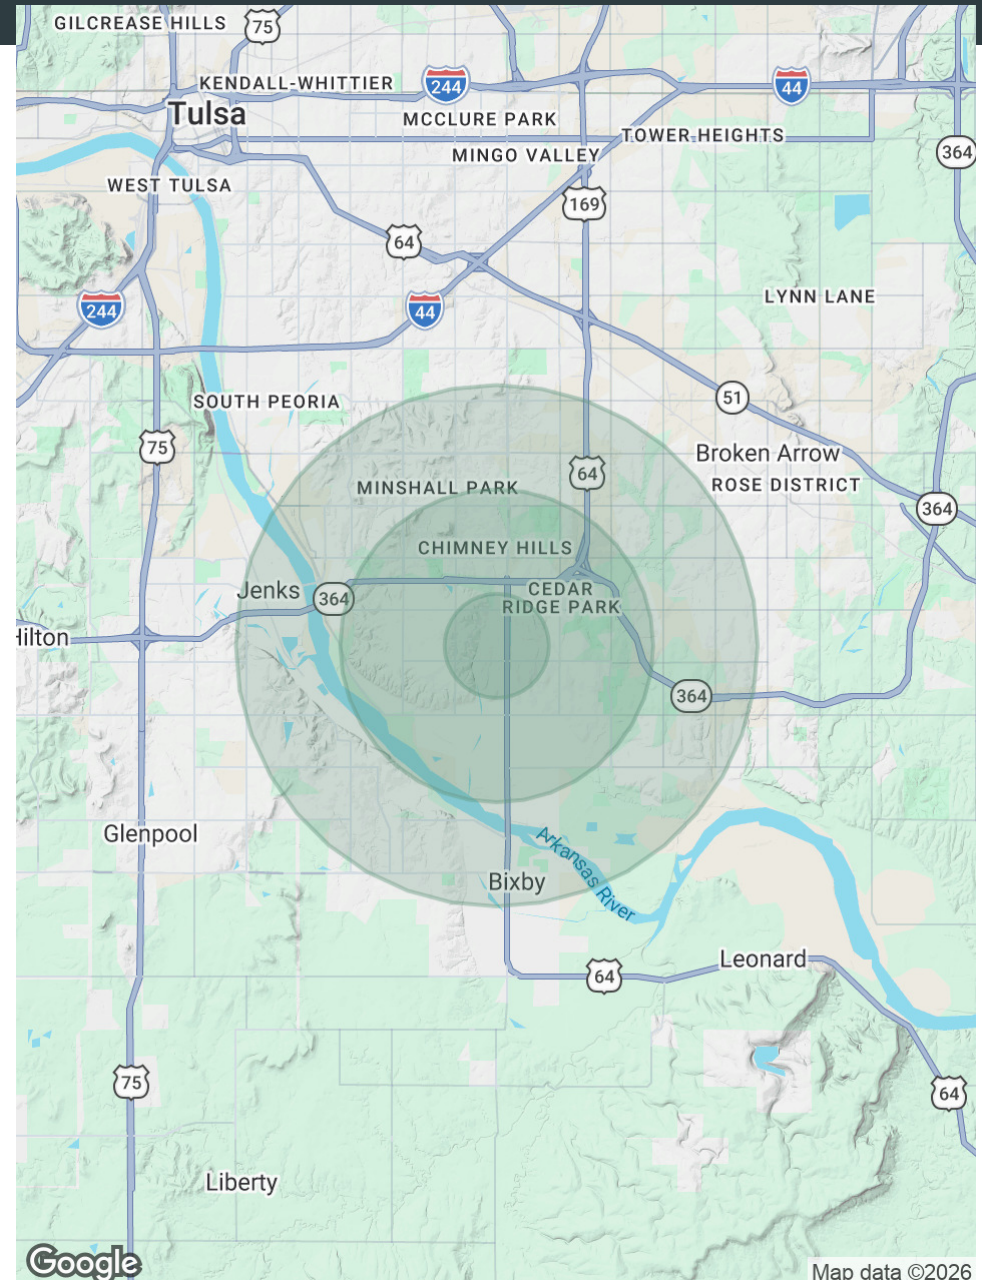 GILCREASE HILLS
75
KENDALL-WHITTIER
244
44
Tulsa
MCCLURE PARK
TOWER HEIGHTS
MINGO VALLEY
364
WEST TULSA
169
64
LYNN LANE
244
44
51
SOUTH PEORIA
75
Broken Arrow
64
ROSE DISTRICT
MINSHALL PARK
364
CHIMNEY HILLS
Jenks
364
CEDAR
RIDGE PARK
Hilton
364
Glenpool
Arkansas River
Bixby
Leonard
64
75
64
Liberty
Google
Map data ©2026